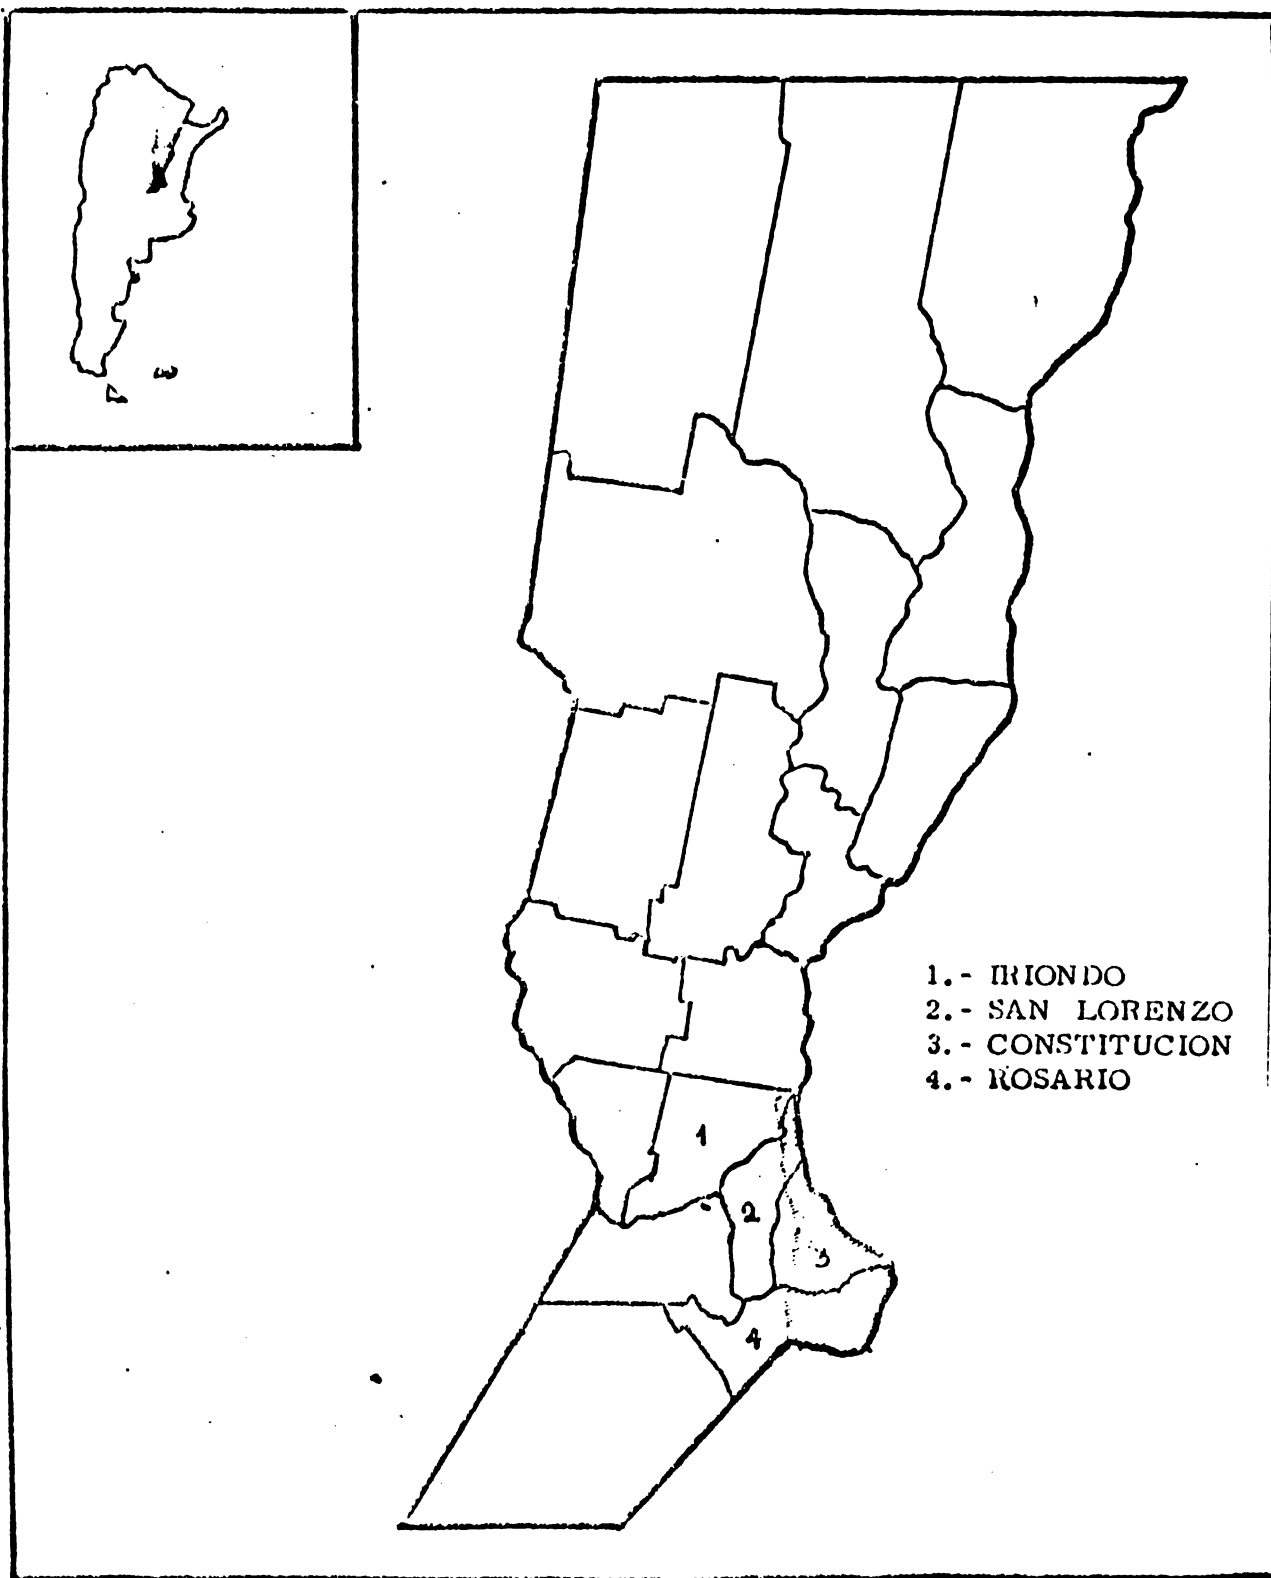 1.- IRIONDO
2.- SAN LORENZO
3.- CONSTITUCION
4.- ROSARIO
1
2
3
4